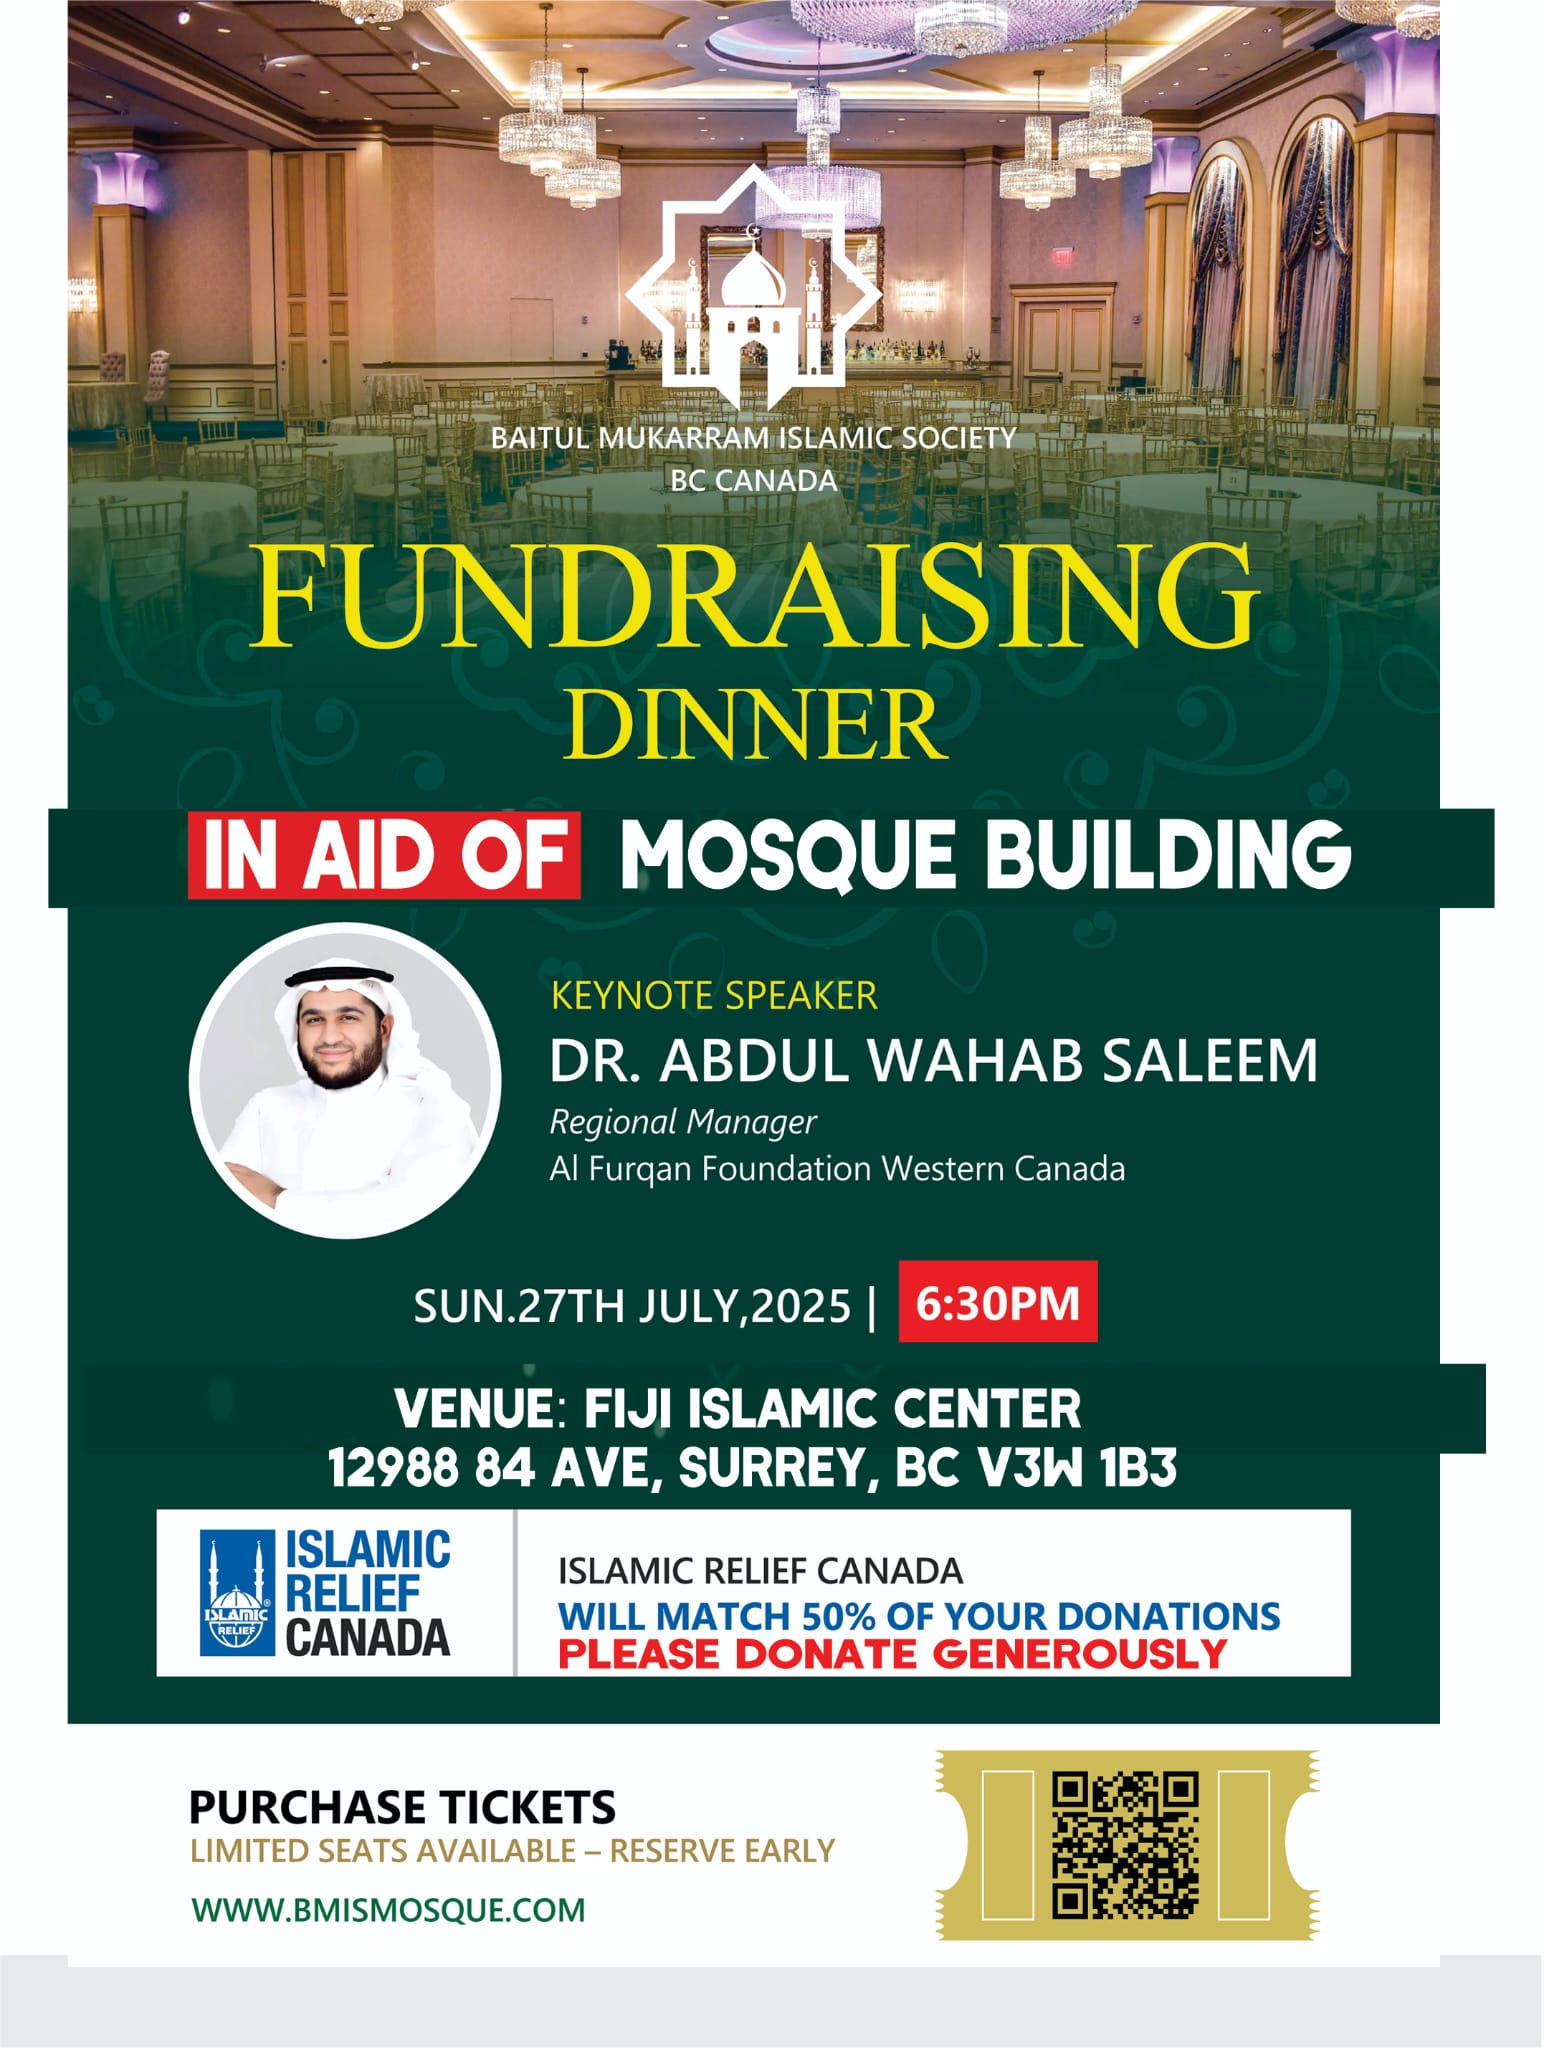 BAITUL MUKARRAM ISLAMIC SOCIETY
BC CANADA
FUNDRAISING
DINNER
IN AID OF MOSQUE BUILDING
KEYNOTE SPEAKER
DR. ABDUL WAHAB SALEEM
Regional Manager
Al Furqan Foundation Western Canada
SUN.27TH JULY,2025 | 6:30PM
VENUE: FIJI ISLAMIC CENTER
12988 84 AVE, SURREY, BC V3W 1B3
ISLAMIC
RELIEF
CANADA
ISLAMIC
RELIEF
®
ISLAMIC RELIEF CANADA
WILL MATCH 50% OF YOUR DONATIONS
PLEASE DONATE GENEROUSLY
PURCHASE TICKETS
LIMITED SEATS AVAILABLE – RESERVE EARLY
WWW.BMISMOSQUE.COM